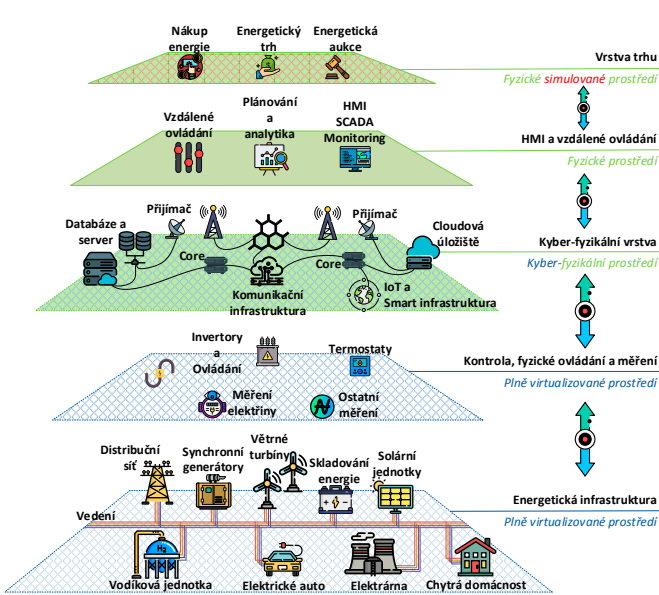 Nákup
energie
Energetický
trh
Energetická
aukce
Vrstva trhu
Fyzické simulované prostředí
Vzdálené
ovládání
Plánování
a
analytika
HMI
SCADA
Monitoring
HMI a vzdálené ovládání
Fyzické prostředí
Databáze a
server
Přijímač
Přijímač
Cloudová
úložiště
Core
Core
Komunikační
infrastruktura
IoT a
Smart infrastruktura
Kyber-fyzikální vrstva
Kyber-fyzikální prostředí
Invertory
a
Ovládání
Termostaty
Měření
elektřiny
Ostatní
měření
Kontrola, fyzické ovládání a měření
Plně virtualizované prostředí
Distribuční
síť
Synchronní
generátory
Větrné
turbíny
Skladování
energie
Solární
jednotky
Energetická infrastruktura
Plně virtualizované prostředí
Vedení
H2
Vodíková jednotka
Elektrické auto
Elektrárna
Chytrá domácnost